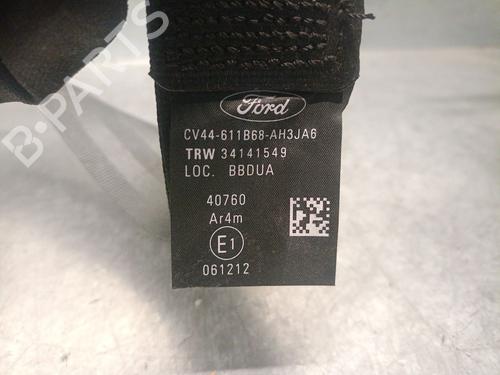 B-PARTS
Ford
CV44-611B68-AH3JA6
TRW 34141549
LOC. BBDUA
40760
Ar4m
E1
061212